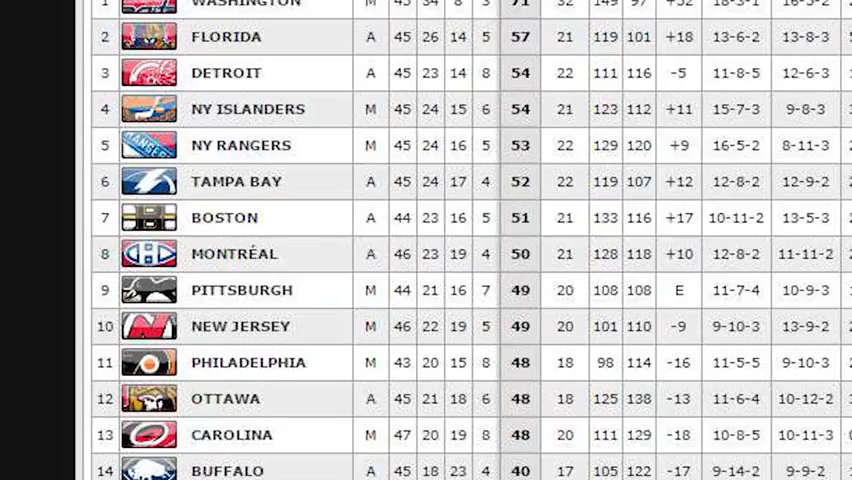 1 WASHINGTON M 45 34 8 3 71 32 149 97 +52 18-3-1 16-5-2
2 FLORIDA A 45 26 14 5 57 21 119 101 +18 13-6-2 13-8-3
3 DETROIT A 45 23 14 8 54 22 111 116 -5 11-8-5 12-6-3
4 NY ISLANDERS M 45 24 15 6 54 21 123 112 +11 15-7-3 9-8-3
5 NY RANGERS M 45 24 16 5 53 22 129 120 +9 16-5-2 8-11-3
6 TAMPA BAY A 45 24 17 4 52 22 119 107 +12 12-8-2 12-9-2
7 BOSTON A 44 23 16 5 51 21 133 116 +17 10-11-2 13-5-3
8 MONTRÉAL A 46 23 19 4 50 21 128 118 +10 12-8-2 11-11-2
9 PITTSBURGH M 44 21 16 7 49 20 108 108 E 11-7-4 10-9-3
10 NEW JERSEY M 46 22 19 5 49 20 101 110 -9 9-10-3 13-9-2
11 PHILADELPHIA M 43 20 15 8 48 18 98 114 -16 11-5-5 9-10-3
12 OTTAWA A 45 21 18 6 48 18 125 138 -13 11-6-4 10-12-2
13 CAROLINA M 47 20 19 8 48 20 111 129 -18 10-8-5 10-11-3
14 BUFFALO A 45 18 23 4 40 17 105 122 -17 9-14-2 9-9-2